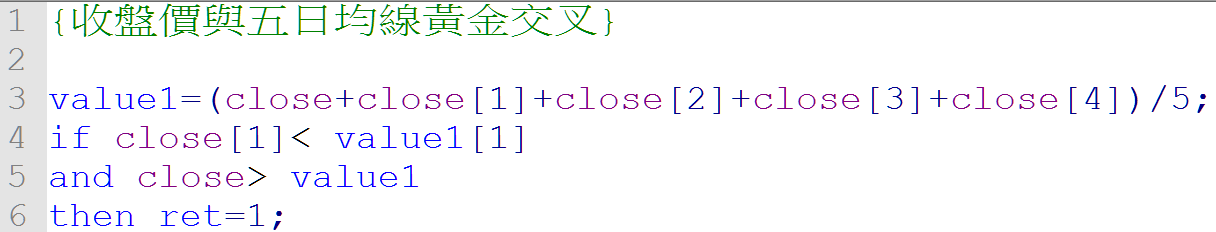 1 {收盤價與五日均線黃金交叉}
2
3 value1=(close+close[1]+close[2]+close[3]+close[4])/5;
4 if close[1]< value1[1]
5 and close> value1
6 then ret=1;